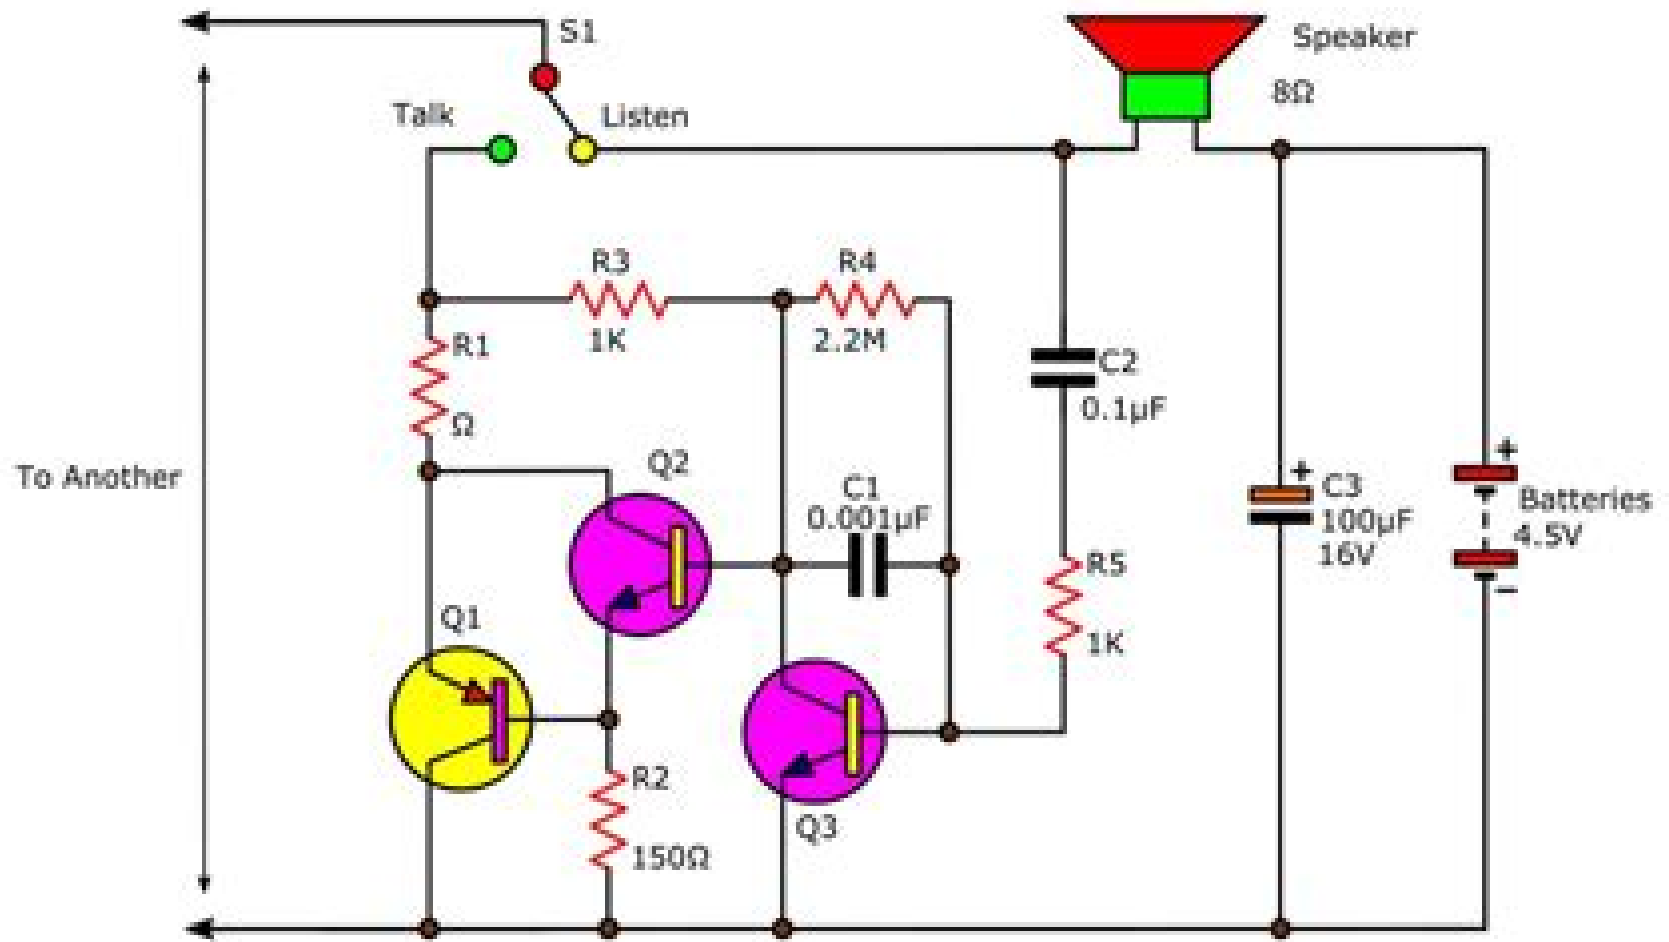 S1
Speaker
8Ω
Talk
Listen
R3
1K
R4
2.2M
R1
Ω
C2
0.1µF
To Another
Q2
C1
0.001µF
+
C3
100µF
16V
+
Batteries
4.5V
−
R5
1K
Q1
R2
150Ω
Q3